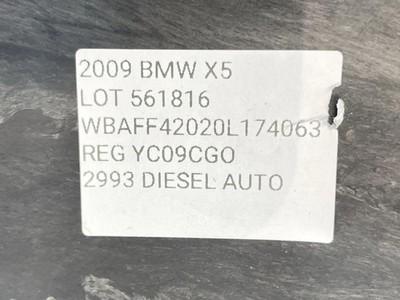 2009 BMW X5
LOT 561816
WBAFF42020L174063
REG YC09CGO
2993 DIESEL AUTO